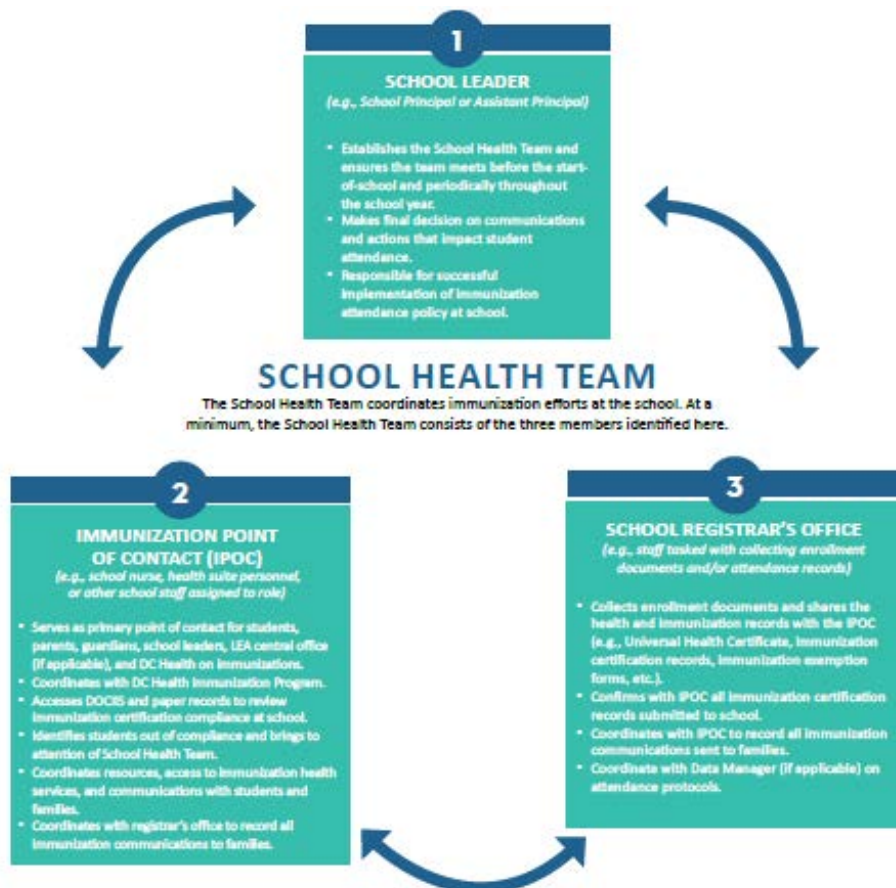 1
SCHOOL LEADER
(e.g., School Principal or Assistant Principal)
• Establishes the School Health Team and
ensures the team meets before the start-
of-school and periodically throughout
the school year.
• Makes final decision on communications
and actions that impact student
attendance.
• Responsible for successful
implementation of immunization
attendance policy at school.
SCHOOL HEALTH TEAM
The School Health Team coordinates immunization efforts at the school. At a
minimum, the School Health Team consists of the three members identified here.
2
IMMUNIZATION POINT
OF CONTACT (IPOC)
(e.g., school nurse, health suite personnel,
or other school staff assigned to role)
• Serves as primary point of contact for students,
parents, guardians, school leaders, LEA central office
(if applicable), and DC Health on immunizations.
• Coordinates with DC Health Immunization Program.
• Accesses DOCIIS and paper records to review
immunization certification compliance at school.
• Identifies students out of compliance and brings to
attention of School Health Team.
• Coordinates resources, access to immunization health
services, and communications with students and
families.
• Coordinates with registrar's office to record all
immunization communications to families.
3
SCHOOL REGISTRAR'S OFFICE
(e.g., staff tasked with collecting enrollment
documents and/or attendance records)
• Collects enrollment documents and shares the
health and immunization records with the IPOC
(e.g., Universal Health Certificate, immunization
certification records, immunization exemption
forms, etc.).
• Confirms with IPOC all immunization certification
records submitted to school.
• Coordinates with IPOC to record all immunization
communications sent to families.
• Coordinate with Data Manager (if applicable) on
attendance protocols.